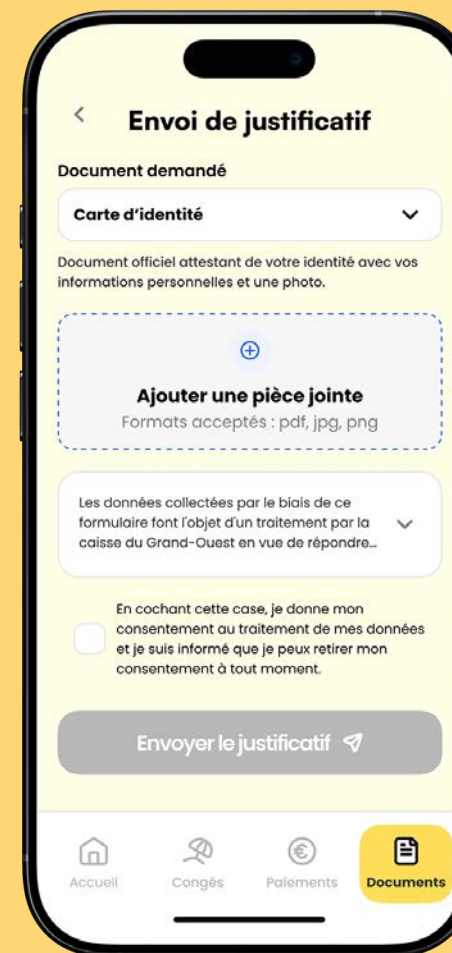 Envoi de justificatif
Document demandé
Carte d'identité
Document officiel attestant de votre identité avec vos
informations personnelles et une photo.
Ajouter une pièce jointe
Formats acceptés : pdf, jpg, png
Les données collectées par le biais de ce
formulaire font l'objet d'un traitement par la
caisse du Grand-Ouest en vue de répondre...
En cochant cette case, je donne mon
consentement au traitement de mes données
et je suis informé que je peux retirer mon
consentement à tout moment.
Envoyer le justificatif
Accueil Congés Paiements Documents